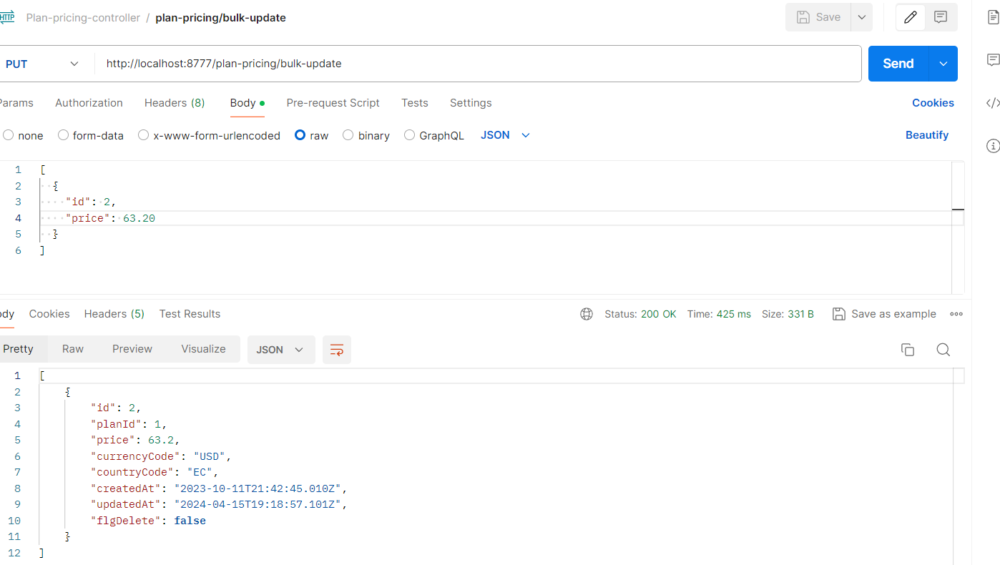 HTTP Plan-pricing-controller / plan-pricing/bulk-update Save
PUT http://localhost:8777/plan-pricing/bulk-update Send
Params Authorization Headers (8) Body Pre-request Script Tests Settings Cookies
none form-data x-www-form-urlencoded raw binary GraphQL JSON Beautify
1 [
2 {
3 "id": 2,
4 "price": 63.20
5 }
6 ]
ody Cookies Headers (5) Test Results Status: 200 OK Time: 425 ms Size: 331 B Save as example
Pretty Raw Preview Visualize JSON
1 [
2 {
3 "id": 2,
4 "planId": 1,
5 "price": 63.2,
6 "currencyCode": "USD",
7 "countryCode": "EC",
8 "createdAt": "2023-10-11T21:42:45.010Z",
9 "updatedAt": "2024-04-15T19:18:57.101Z",
10 "flgDelete": false
11 }
12 ]